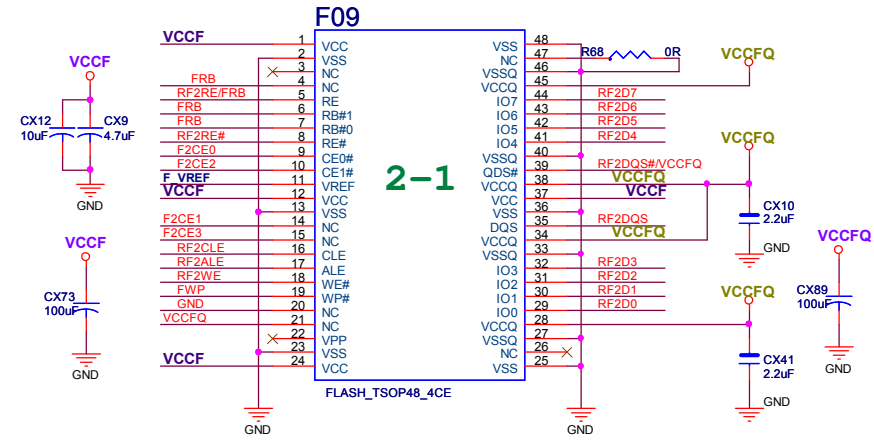 F09
VCCF
1
VCC
2
VSS
3
NC
FRB
4
NC
RF2RE/FRB
5
RE
FRB
6
RB#1
FRB
7
RB#0
RF2RE#
8
RE#
F2CE0
9
CE0#
F2CE2
10
CE1#
F_VREF
11
VREF
VCCF
12
VCC
13
VSS
F2CE1
14
NC
F2CE3
15
NC
RF2CLE
16
CLE
RF2ALE
17
ALE
RF2WE
18
WE#
FWP
19
WP#
GND
20
NC
VCCFQ
21
NC
22
VPP
23
VSS
VCCF
24
VCC
2-1
FLASH_TSOP48_4CE
VSS
48
NC
47
R68
0R
VSSQ
46
VCCQ
45
IO7
44
RF2D7
IO6
43
RF2D6
IO5
42
RF2D5
IO4
41
RF2D4
VSSQ
40
QDS#
39
RF2DQS#/VCCFQ
VCCQ
38
VCCFQ
VCC
37
VCCF
VSS
36
DQS
35
RF2DQS
VCCQ
34
VCCFQ
VSSQ
33
IO3
32
RF2D3
IO2
31
RF2D2
IO1
30
RF2D1
IO0
29
RF2D0
VCCQ
28
VSSQ
27
NC
26
VSS
25
VCCF
CX12
10uF
CX9
4.7uF
GND
VCCF
CX73
100uF
GND
GND
GND
VCCFQ
VCCFQ
CX10
2.2uF
GND
VCCFQ
CX41
2.2uF
GND
VCCFQ
CX89
100uF
GND